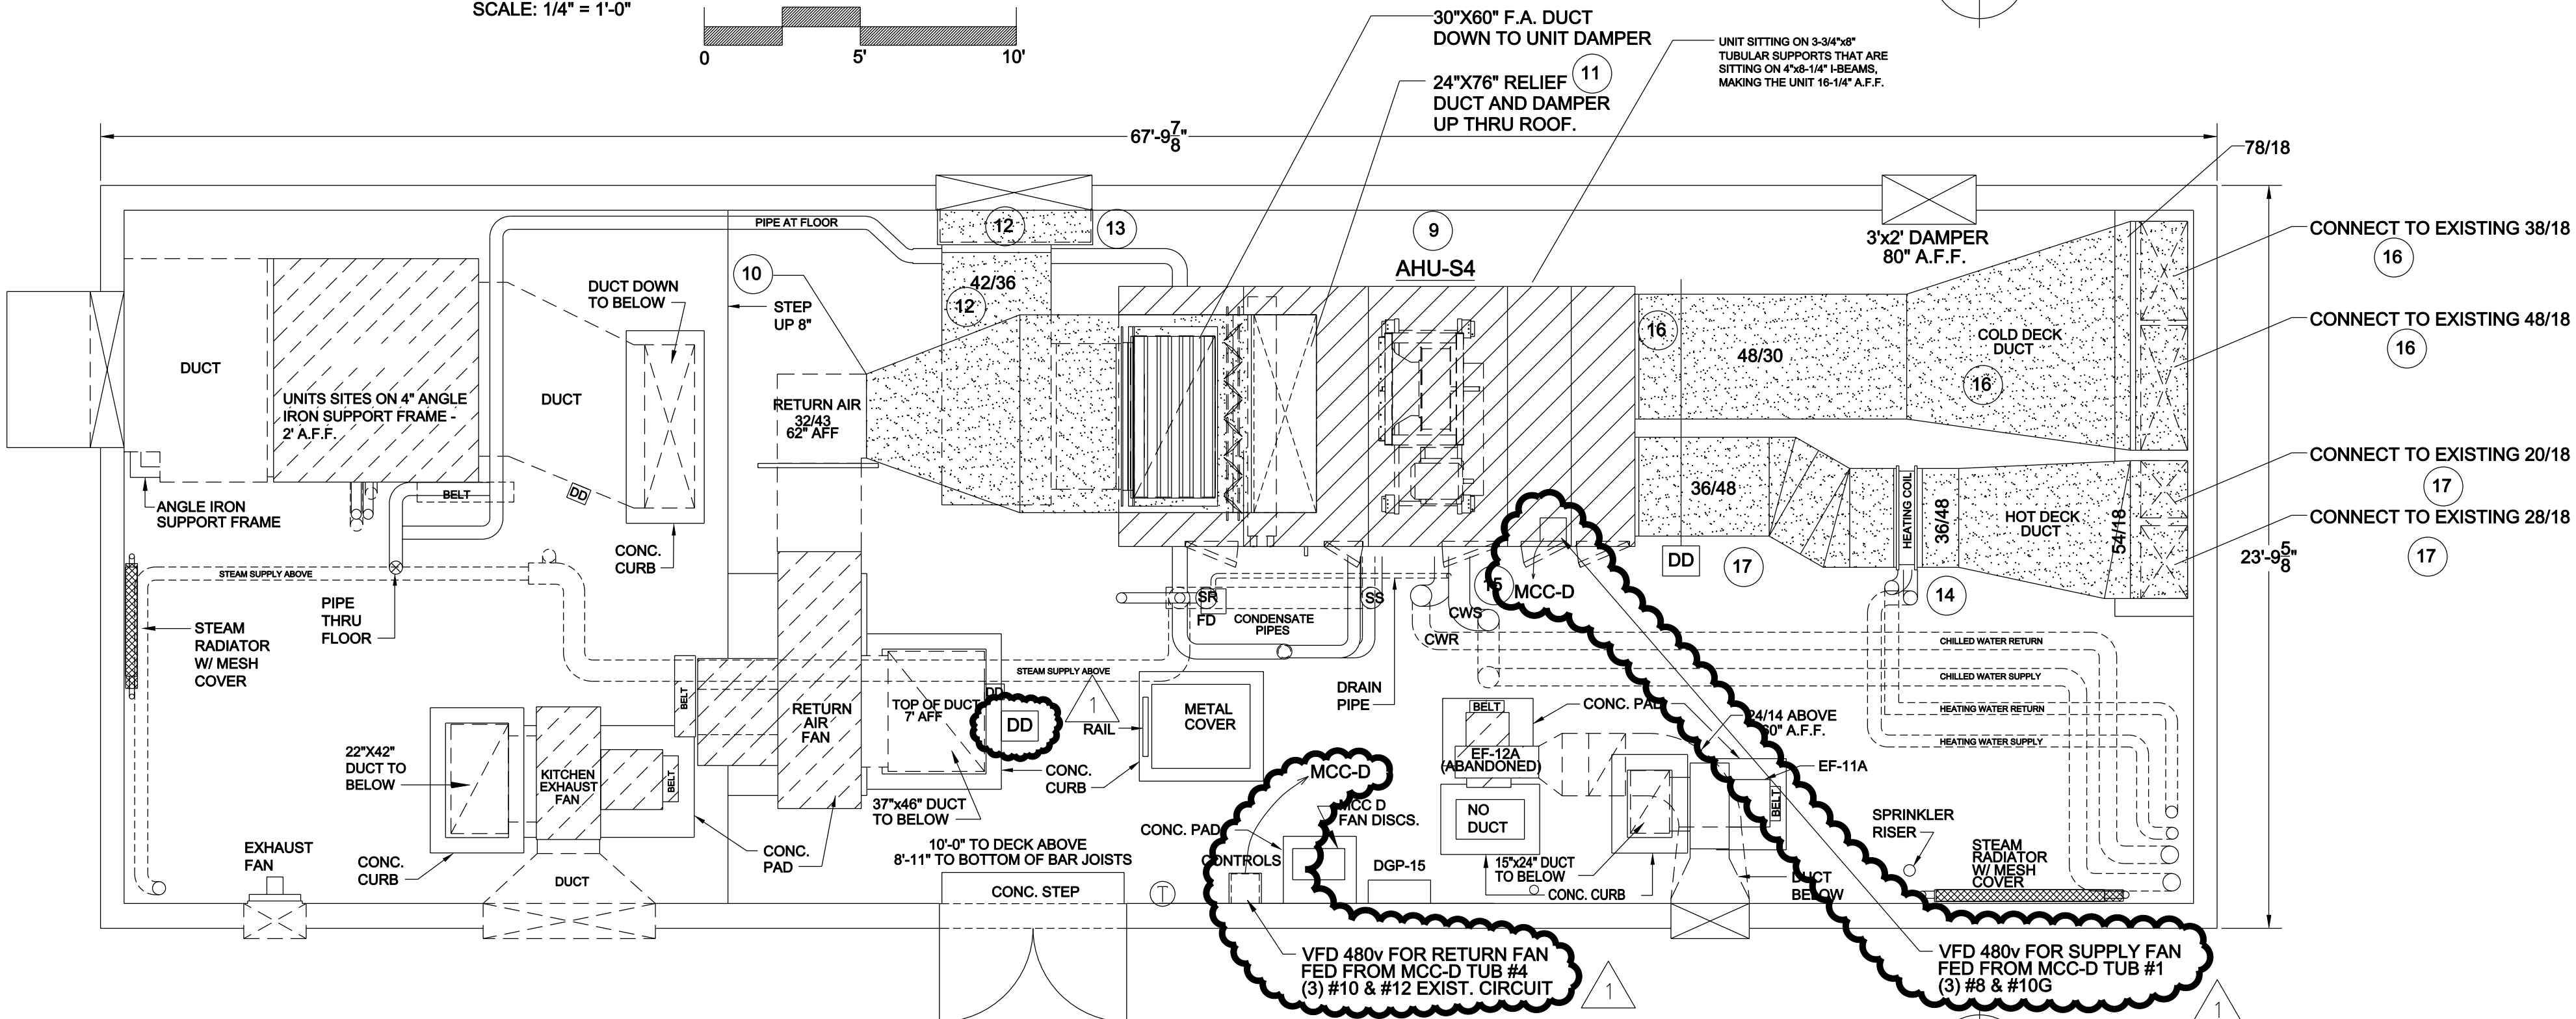 SCALE: 1/4" = 1'-0"
0
5'
10'
30"X60" F.A. DUCT
DOWN TO UNIT DAMPER
11
24"X76" RELIEF
DUCT AND DAMPER
UP THRU ROOF.
UNIT SITTING ON 3-3/4"x8"
TUBULAR SUPPORTS THAT ARE
SITTING ON 4"x8-1/4" I-BEAMS,
MAKING THE UNIT 16-1/4" A.F.F.
67'-9 7/8"
78/18
PIPE AT FLOOR
12
13
9
AHU-S4
3'x2' DAMPER
80" A.F.F.
CONNECT TO EXISTING 38/18
16
CONNECT TO EXISTING 48/18
16
CONNECT TO EXISTING 20/18
17
CONNECT TO EXISTING 28/18
17
23'-9 5/8"
10
STEP
UP 8"
42/36
12
DUCT DOWN
TO BELOW
DUCT
UNITS SITES ON 4" ANGLE
IRON SUPPORT FRAME -
2' A.F.F.
DUCT
RETURN AIR
32/43
62" AFF
16
48/30
COLD DECK
DUCT
16
36/48
HEATING COIL
36/48
HOT DECK
DUCT
54/18
BELT
DD
ANGLE IRON
SUPPORT FRAME
CONC.
CURB
STEAM SUPPLY ABOVE
PIPE
THRU
FLOOR
STEAM
RADIATOR
W/ MESH
COVER
SR
FD
CONDENSATE
PIPES
SS
15
MCC-D
CWS
CWR
DD
17
14
CHILLED WATER RETURN
CHILLED WATER SUPPLY
HEATING WATER RETURN
HEATING WATER SUPPLY
STEAM SUPPLY ABOVE
BELT
RETURN
AIR
FAN
TOP OF DUCT
7' AFF
DD
DD
1
RAIL
METAL
COVER
DRAIN
PIPE
BELT
CONC. PAD
24/14 ABOVE
60" A.F.F.
EF-12A
(ABANDONED)
EF-11A
BELT
NO
DUCT
22"X42"
DUCT TO
BELOW
KITCHEN
EXHAUST
FAN
BELT
CONC.
CURB
37"x46" DUCT
TO BELOW
MCC-D
MCC D
FAN DISCS.
CONC. PAD
CONTROLS
DGP-15
15"x24" DUCT
TO BELOW
CONC. CURB
DUCT
BELOW
SPRINKLER
RISER
STEAM
RADIATOR
W/ MESH
COVER
EXHAUST
FAN
CONC.
CURB
DUCT
CONC.
PAD
10'-0" TO DECK ABOVE
8'-11" TO BOTTOM OF BAR JOISTS
CONC. STEP
T
VFD 480v FOR RETURN FAN
FED FROM MCC-D TUB #4
(3) #10 & #12 EXIST. CIRCUIT
1
VFD 480v FOR SUPPLY FAN
FED FROM MCC-D TUB #1
(3) #8 & #10G
1